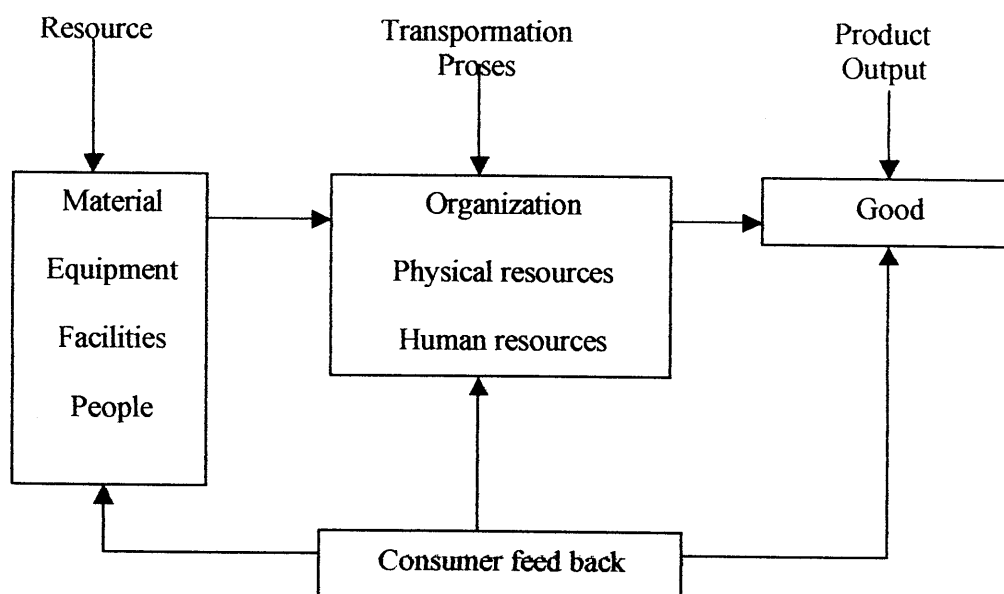 Resource
Transpormation
Proses
Product
Output
Material
Equipment
Facilities
People
Organization
Physical resources
Human resources
Good
Consumer feed back